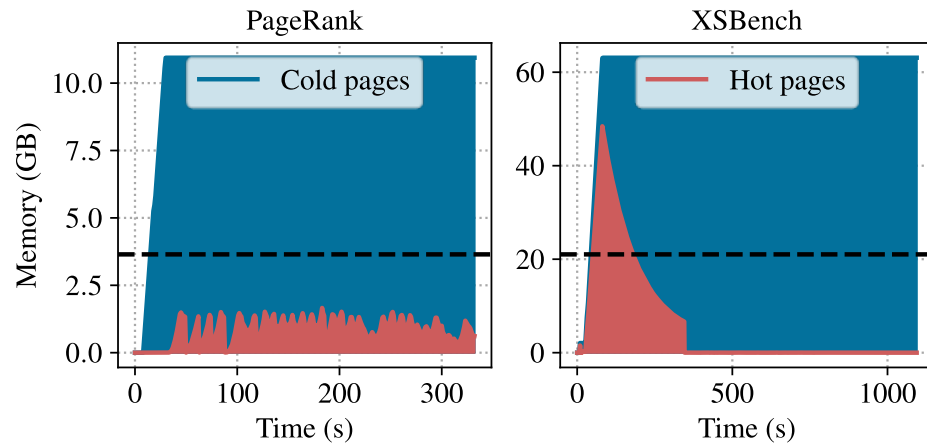 PageRank
XSBench
Memory (GB)
10.0
7.5
5.0
2.5
0.0
Cold pages
0
100
200
300
Time (s)
60
40
20
0
Hot pages
0
500
1000
Time (s)